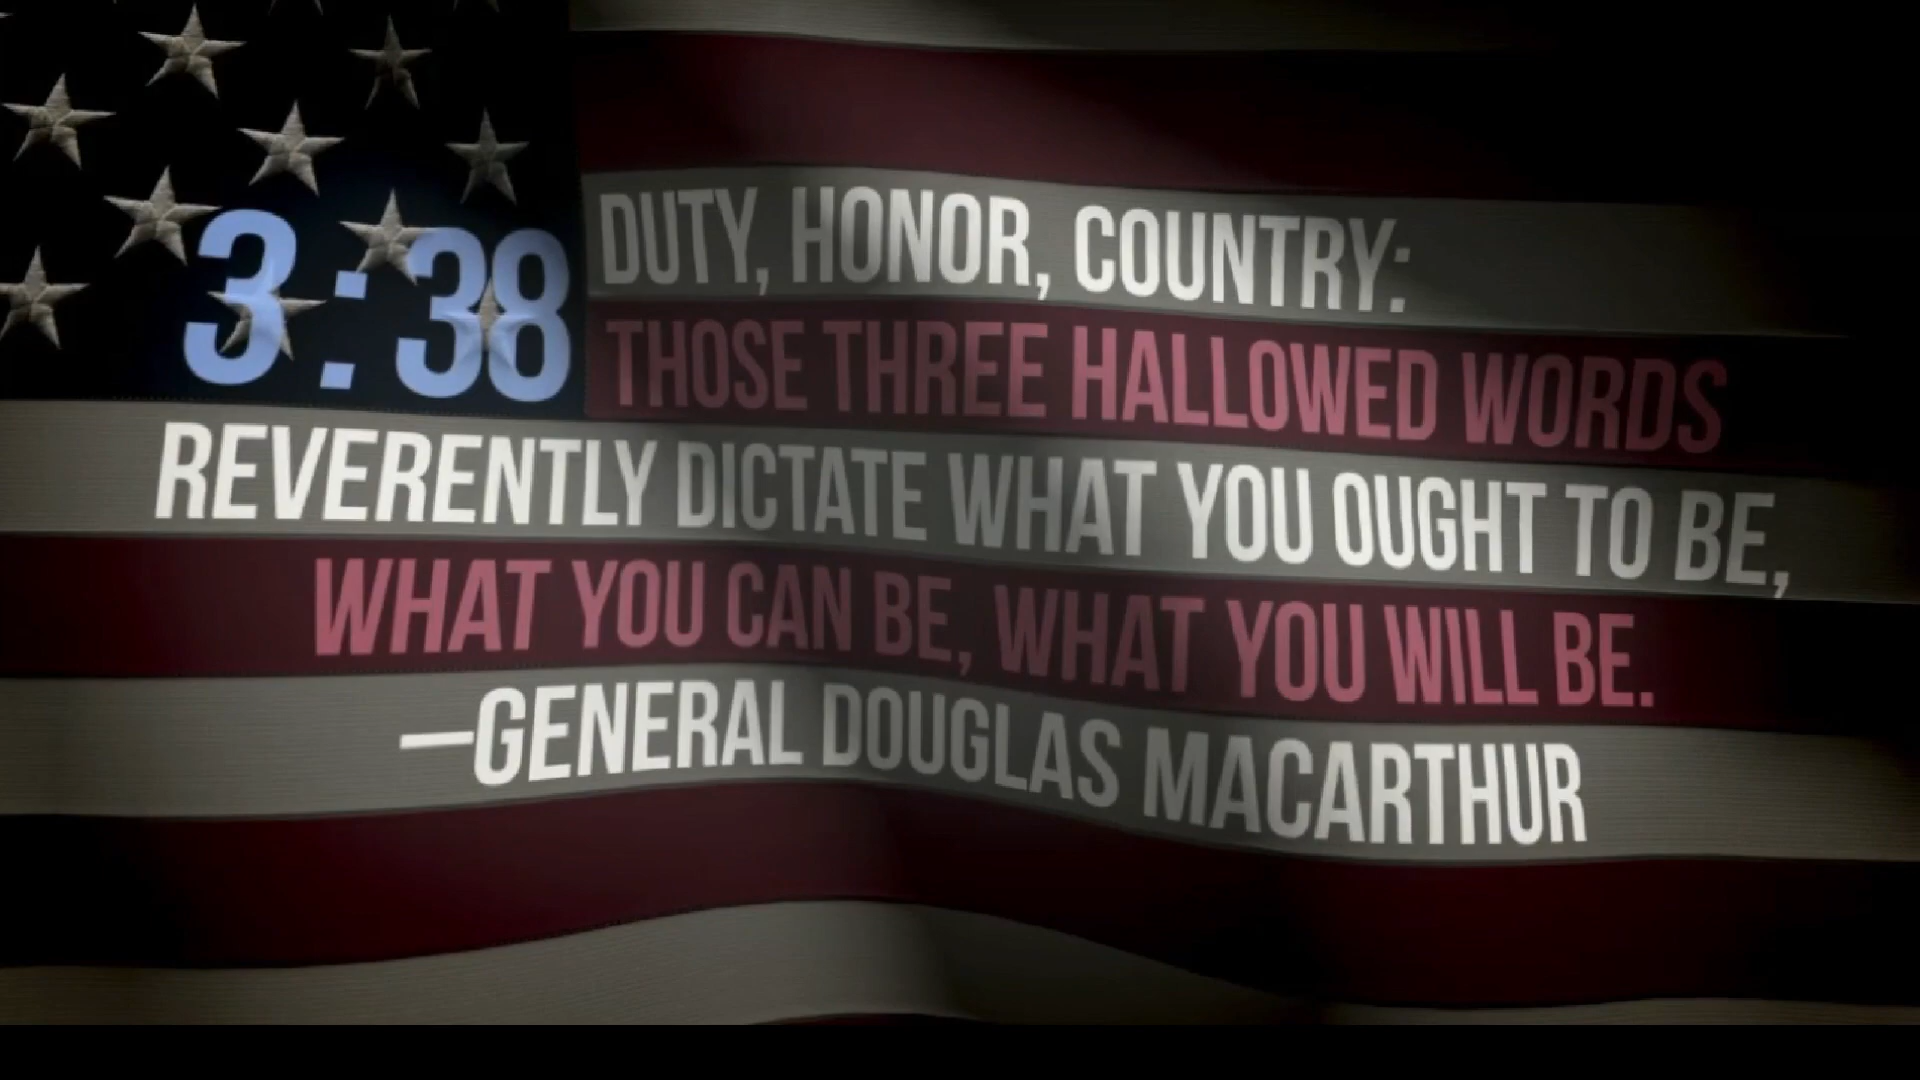 3:38
DUTY, HONOR, COUNTRY:
THOSE THREE HALLOWED WORDS
REVERENTLY DICTATE WHAT YOU OUGHT TO BE,
WHAT YOU CAN BE, WHAT YOU WILL BE.
—GENERAL DOUGLAS MACARTHUR